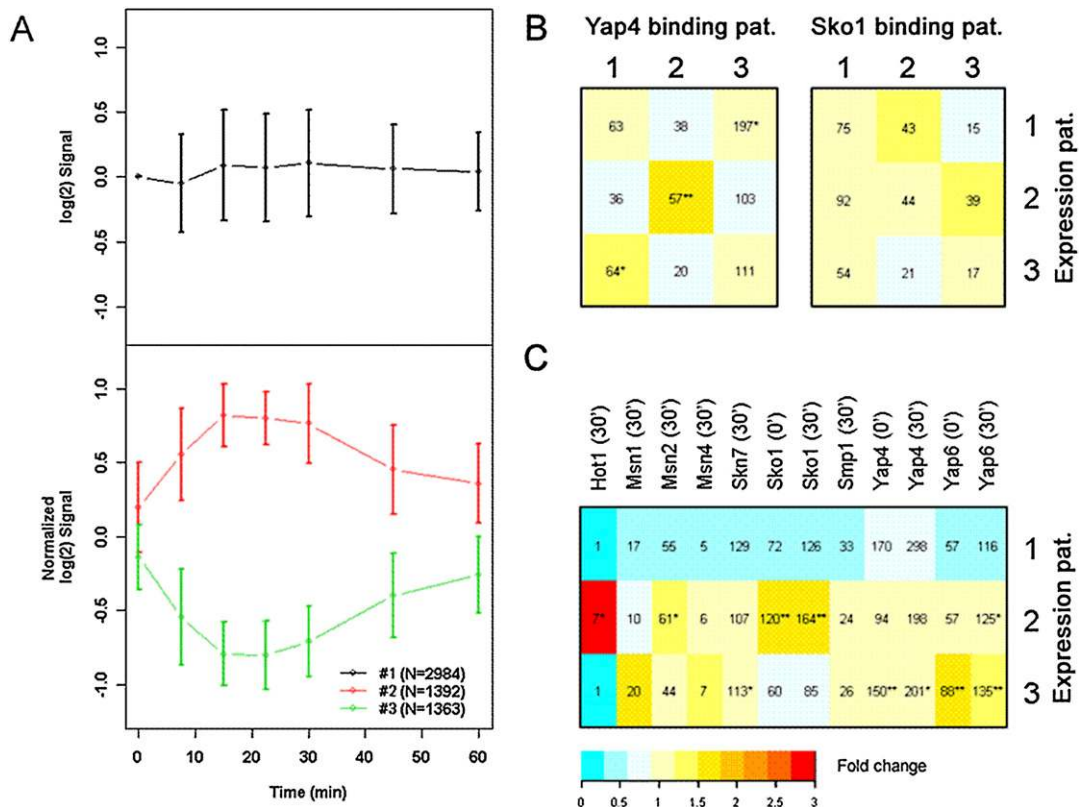 A
log(2) Signal
1.0
0.5
0.0
-0.5
-1.0
Normalized
log(2) Signal
1.0
0.5
0.0
-0.5
-1.0
#1 (N=2984)
#2 (N=1392)
#3 (N=1363)
0 10 20 30 40 50 60
Time (min)
B
Yap4 binding pat.
1 2 3
63 38 197*
36 57** 103
64* 20 111
Sko1 binding pat.
1 2 3
75 43 15
92 44 39
54 21 17
1
2
3
Expression pat.
C
Hot1 (30')
Msn1 (30')
Msn2 (30')
Msn4 (30')
Skn7 (30')
Sko1 (0')
Sko1 (30')
Smp1 (30')
Yap4 (0')
Yap4 (30')
Yap6 (0')
Yap6 (30')
1 17 55 5 129 72 126 33 170 298 57 116
7* 10 61* 6 107 120** 164** 24 94 198 57 125*
1 20 44 7 113* 60 85 26 150** 201* 88** 135**
1
2
3
Expression pat.
Fold change
0 0.5 1 1.5 2 2.5 3